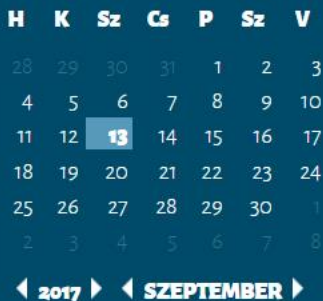 H K Sz Cs P Sz V
28 29 30 31 1 2 3
4 5 6 7 8 9 10
11 12 13 14 15 16 17
18 19 20 21 22 23 24
25 26 27 28 29 30 1
2 3 4 5 6 7 8
2017 SZEPTEMBER